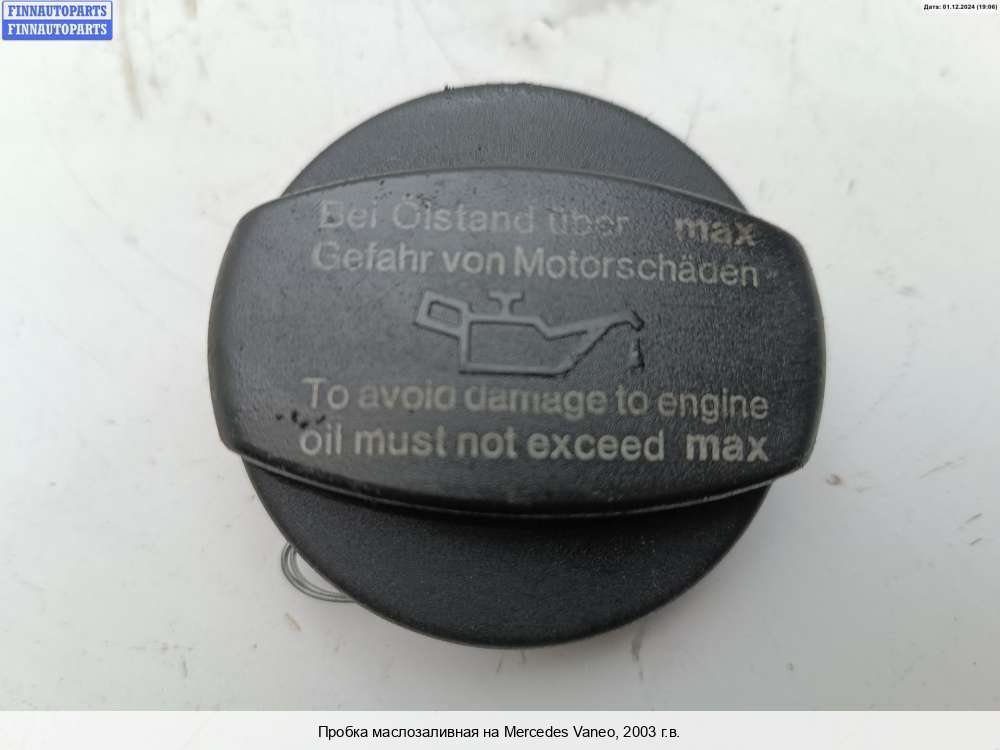 FINNAUTOPARTS
FINNAUTOPARTS
Дата: 01.12.2024 (19:06)
Bei Ölstand über max
Gefahr von Motorschäden
To avoid damage to engine
oil must not exceed max
Пробка маслозаливная на Mercedes Vaneo, 2003 г.в.